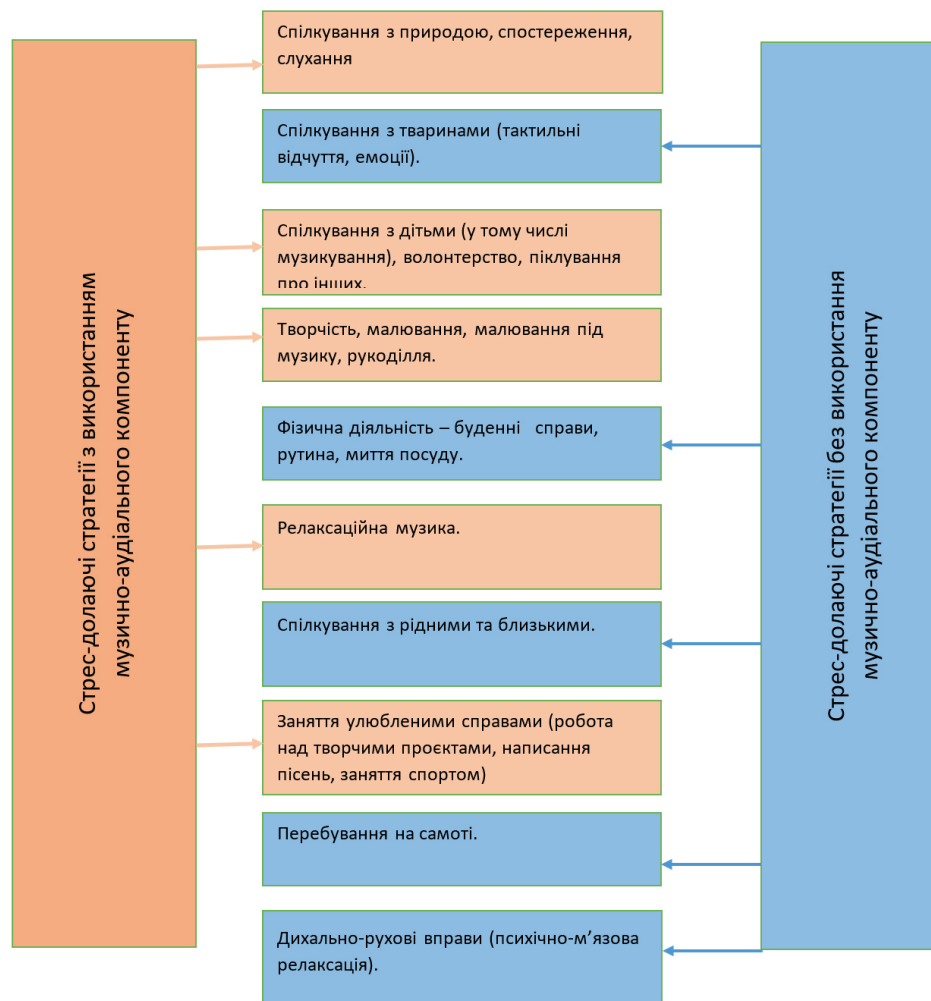 Стрес-долаючі стратегії з використанням
музично-аудіального компоненту
Спілкування з природою, спостереження,
слухання
Спілкування з тваринами (тактильні
відчуття, емоції).
Спілкування з дітьми (у тому числі
музикування), волонтерство, піклування
про інших.
Творчість, малювання, малювання під
музику, рукоділля.
Фізична діяльність – буденні справи,
рутина, миття посуду.
Релаксаційна музика.
Спілкування з рідними та близькими.
Заняття улюбленими справами (робота
над творчими проєктами, написання
пісень, заняття спортом)
Перебування на самоті.
Дихально-рухові вправи (психічно-м’язова
релаксація).
Стрес-долаючі стратегії без використання
музично-аудіального компоненту